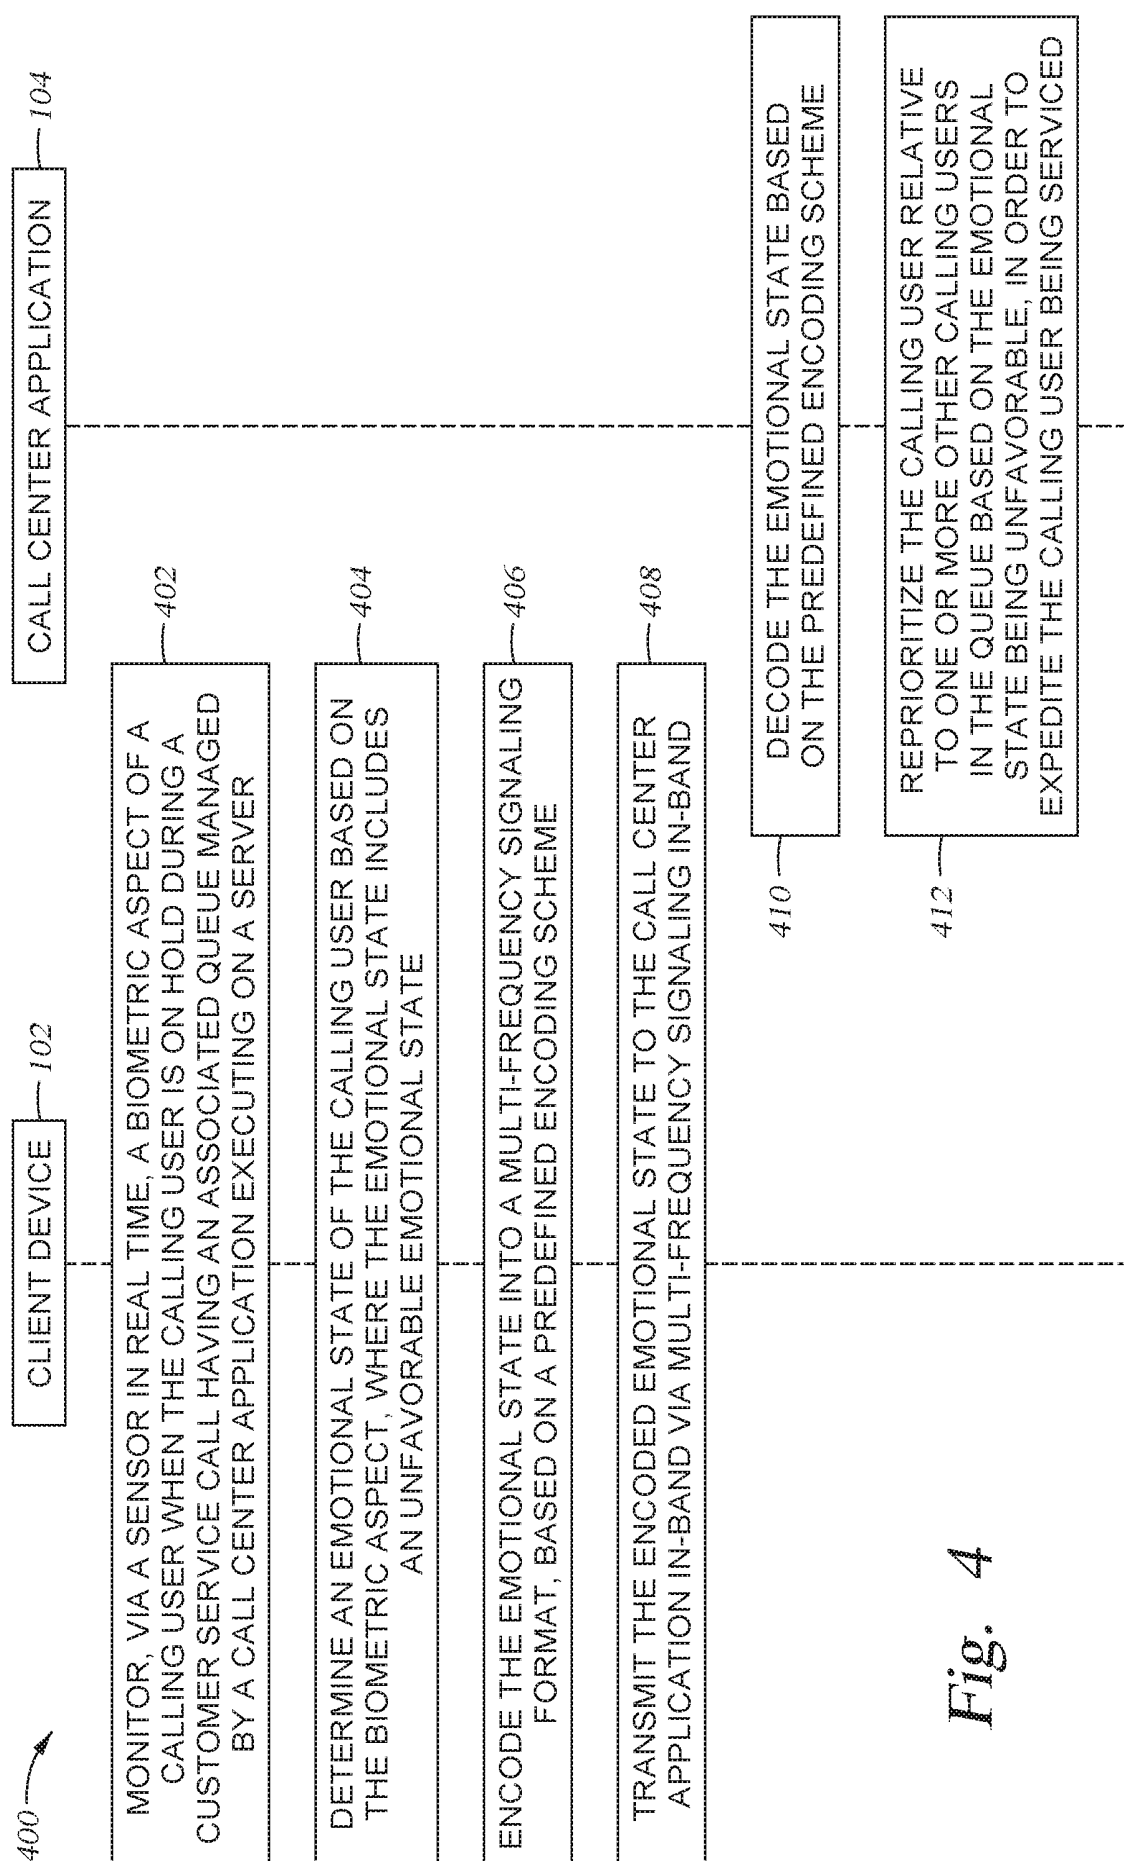 400
CLIENT DEVICE
102
CALL CENTER APPLICATION
104
MONITOR, VIA A SENSOR IN REAL TIME, A BIOMETRIC ASPECT OF A
CALLING USER WHEN THE CALLING USER IS ON HOLD DURING A
CUSTOMER SERVICE CALL HAVING AN ASSOCIATED QUEUE MANAGED
BY A CALL CENTER APPLICATION EXECUTING ON A SERVER
402
DETERMINE AN EMOTIONAL STATE OF THE CALLING USER BASED ON
THE BIOMETRIC ASPECT, WHERE THE EMOTIONAL STATE INCLUDES
AN UNFAVORABLE EMOTIONAL STATE
404
ENCODE THE EMOTIONAL STATE INTO A MULTI-FREQUENCY SIGNALING
FORMAT, BASED ON A PREDEFINED ENCODING SCHEME
406
TRANSMIT THE ENCODED EMOTIONAL STATE TO THE CALL CENTER
APPLICATION IN-BAND VIA MULTI-FREQUENCY SIGNALING IN-BAND
408
410
DECODE THE EMOTIONAL STATE BASED
ON THE PREDEFINED ENCODING SCHEME
412
REPRIORITIZE THE CALLING USER RELATIVE
TO ONE OR MORE OTHER CALLING USERS
IN THE QUEUE BASED ON THE EMOTIONAL
STATE BEING UNFAVORABLE, IN ORDER TO
EXPEDITE THE CALLING USER BEING SERVICED
Fig. 4